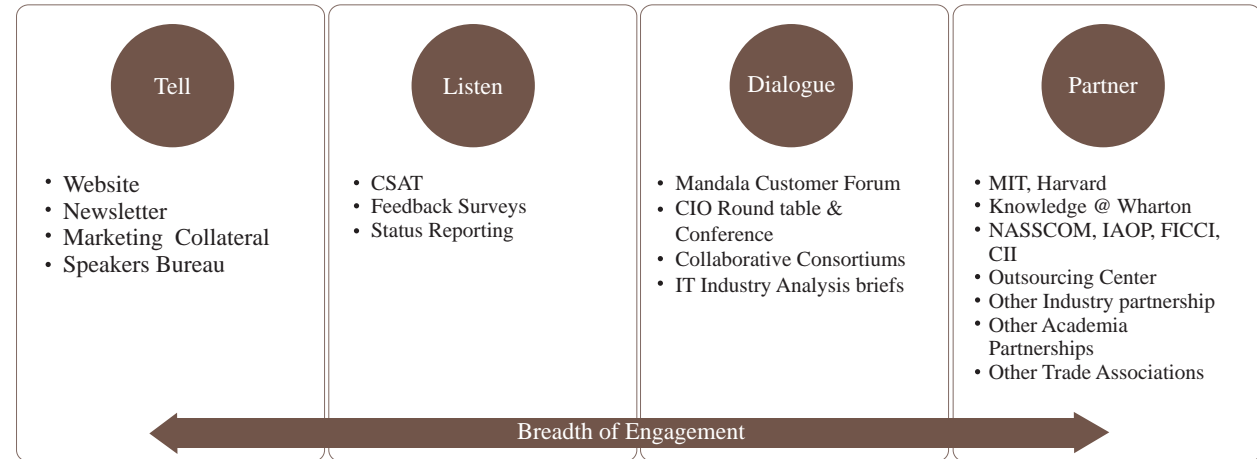 Tell
• Website
• Newsletter
• Marketing Collateral
• Speakers Bureau
Listen
• CSAT
• Feedback Surveys
• Status Reporting
Dialogue
• Mandala Customer Forum
• CIO Round table &
Conference
• Collaborative Consortiums
• IT Industry Analysis briefs
Partner
• MIT, Harvard
• Knowledge @ Wharton
• NASSCOM, IAOP, FICCI,
CII
• Outsourcing Center
• Other Industry partnership
• Other Academia
Partnerships
• Other Trade Associations
Breadth of Engagement